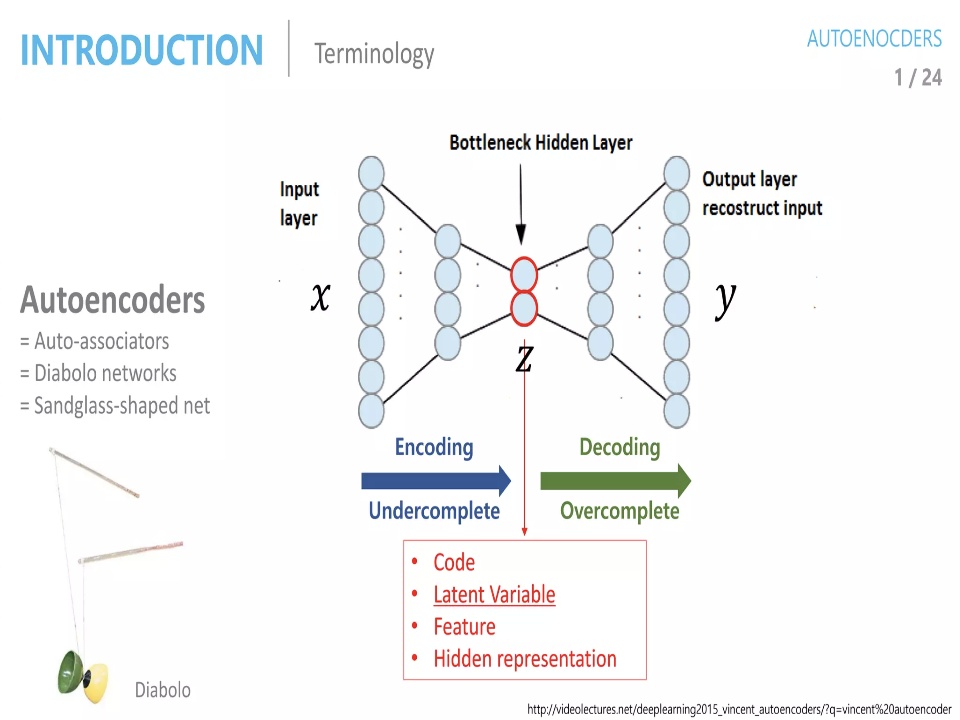 INTRODUCTION
Terminology
AUTOENOCDERS
1 / 24
Bottleneck Hidden Layer
Input
layer
Output layer
recostruct input
x
y
z
Autoencoders
= Auto-associators
= Diabolo networks
= Sandglass-shaped net
Encoding
Undercomplete
Decoding
Overcomplete
• Code
• Latent Variable
• Feature
• Hidden representation
Diabolo
http://videolectures.net/deeplearning2015_vincent_autoencoders/?q=vincent%20autoencoder